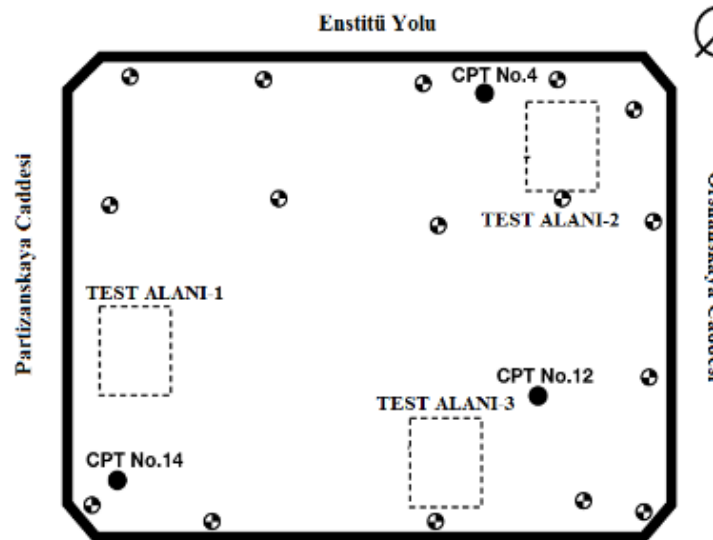 Enstitü Yolu
CPT No.4
Partizanskaya Caddesi
TEST ALANI-2
TEST ALANI-1
CPT No.12
TEST ALANI-3
CPT No.14